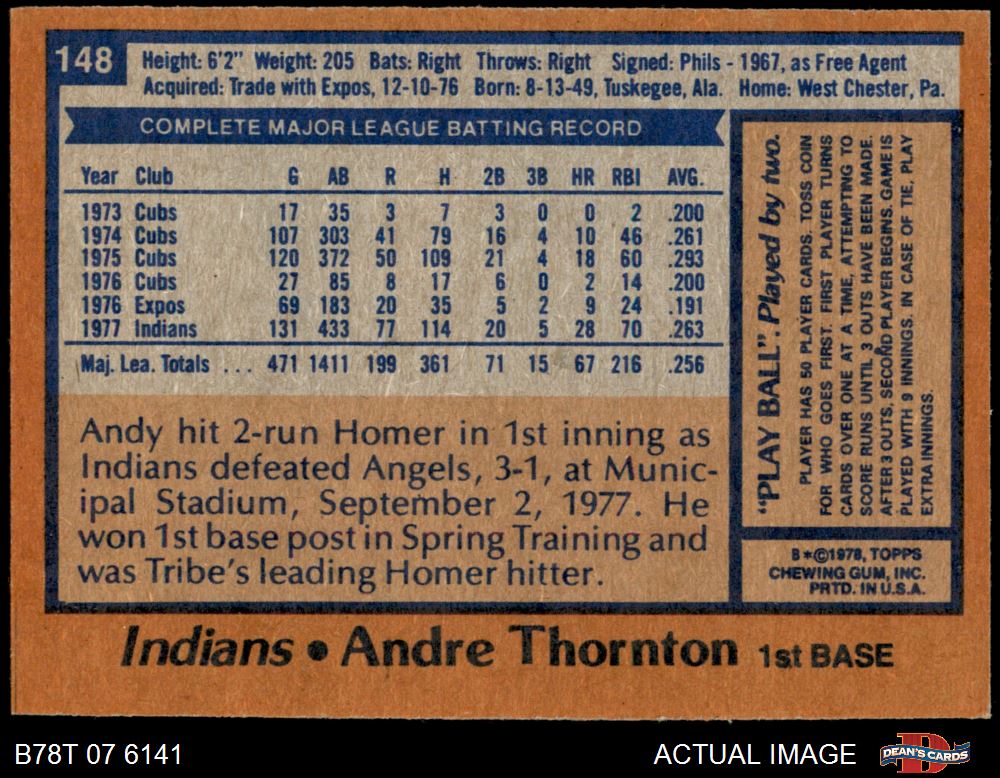 148
Height: 6'2" Weight: 205 Bats: Right Throws: Right Signed: Phils - 1967, as Free Agent
Acquired: Trade with Expos, 12-10-76 Born: 8-13-49, Tuskegee, Ala. Home: West Chester, Pa.
COMPLETE MAJOR LEAGUE BATTING RECORD
Year Club G AB R H 2B 3B HR RBI AVG.
1973 Cubs 17 35 3 7 3 0 0 2 .200
1974 Cubs 107 303 41 79 16 4 10 46 .261
1975 Cubs 120 372 50 109 21 4 18 60 .293
1976 Cubs 27 85 8 17 6 0 2 14 .200
1976 Expos 69 183 20 35 5 2 9 24 .191
1977 Indians 131 433 77 114 20 5 28 70 .263
Maj. Lea. Totals . . . 471 1411 199 361 71 15 67 216 .256
Andy hit 2-run Homer in 1st inning as
Indians defeated Angels, 3-1, at Munic-
ipal Stadium, September 2, 1977. He
won 1st base post in Spring Training and
was Tribe's leading Homer hitter.
"PLAY BALL". Played by two.
PLAYER HAS 50 PLAYER CARDS. TOSS COIN
FOR WHO GOES FIRST. FIRST PLAYER TURNS
CARDS OVER ONE AT A TIME, ATTEMPTING TO
SCORE RUNS UNTIL 3 OUTS HAVE BEEN MADE.
AFTER 3 OUTS, SECOND PLAYER BEGINS. GAME IS
PLAYED WITH 9 INNINGS. IN CASE OF TIE, PLAY
EXTRA INNINGS.
B*©1978, TOPPS
CHEWING GUM, INC.
PRTD. IN U.S.A.
Indians • Andre Thornton 1st BASE
B78T 07 6141
ACTUAL IMAGE
DEAN'S CARDS